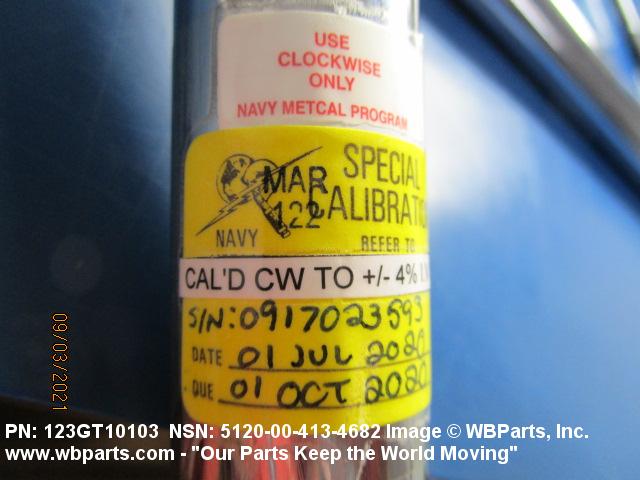 USE
CLOCKWISE
ONLY
NAVY METCAL PROGRAM
MAR SPECIAL
122 CALIBRATIO
NAVY REFER TO
CAL'D CW TO +/- 4%
S/N: 0917023593
DATE 01 JUL 2020
DUE 01 OCT 2020
09/03/2021
PN: 123GT10103 NSN: 5120-00-413-4682 Image © WBParts, Inc.
www.wbparts.com - "Our Parts Keep the World Moving"